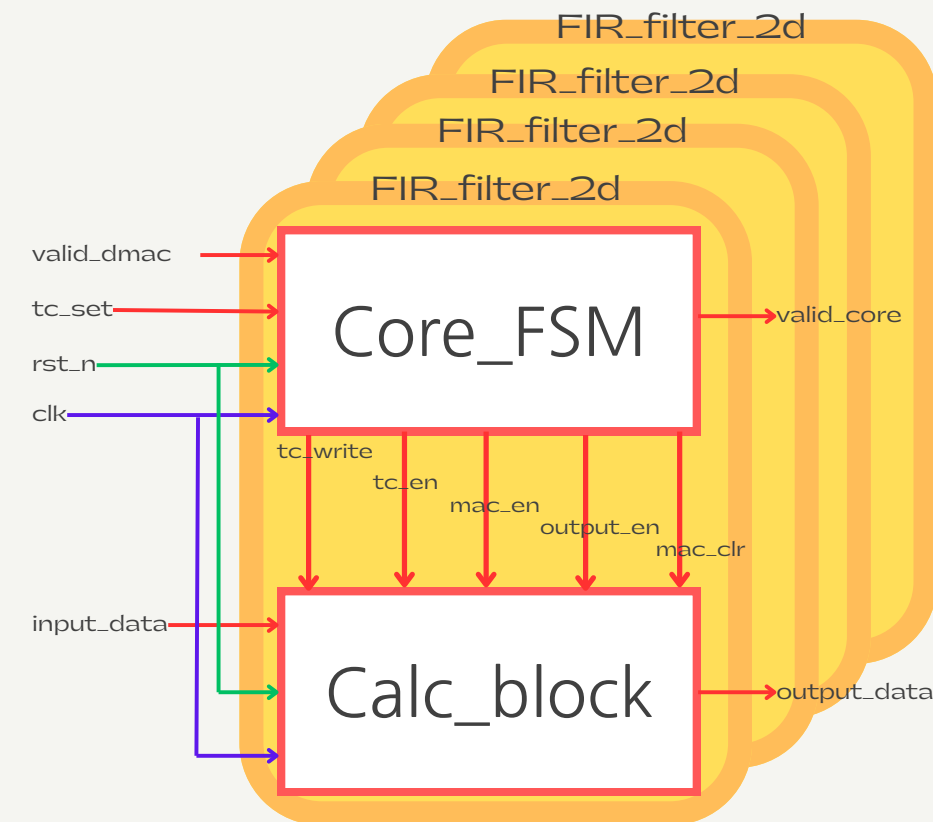 FIR_filter_2d
FIR_filter_2d
FIR_filter_2d
FIR_filter_2d
valid_dmac
tc_set
rst_n
clk
Core_FSM
valid_core
tc_write
tc_en
mac_en
output_en
mac_clr
input_data
Calc_block
output_data